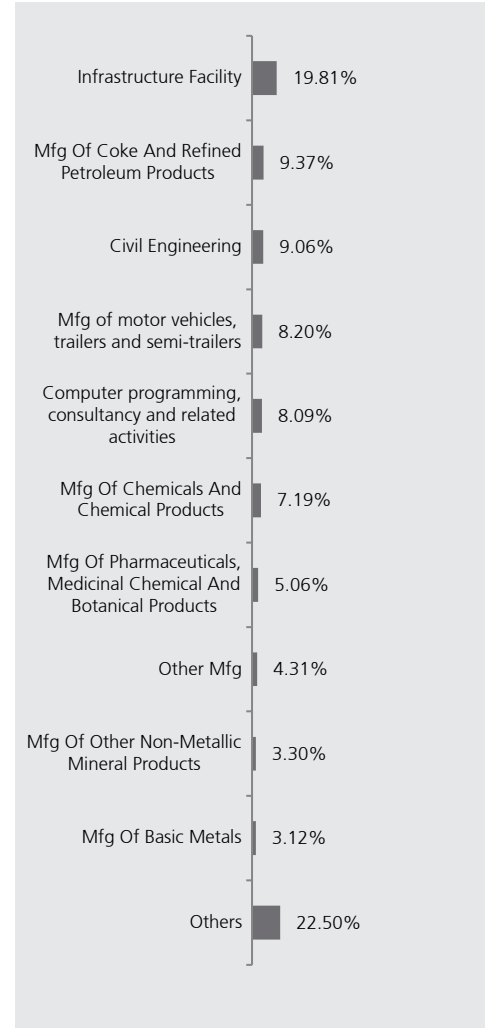 Infrastructure Facility 19.81%
Mfg Of Coke And Refined
Petroleum Products 9.37%
Civil Engineering 9.06%
Mfg of motor vehicles,
trailers and semi-trailers 8.20%
Computer programming,
consultancy and related 8.09%
activities
Mfg Of Chemicals And
Chemical Products 7.19%
Mfg Of Pharmaceuticals,
Medicinal Chemical And 5.06%
Botanical Products
Other Mfg 4.31%
Mfg Of Other Non-Metallic
Mineral Products 3.30%
Mfg Of Basic Metals 3.12%
Others 22.50%